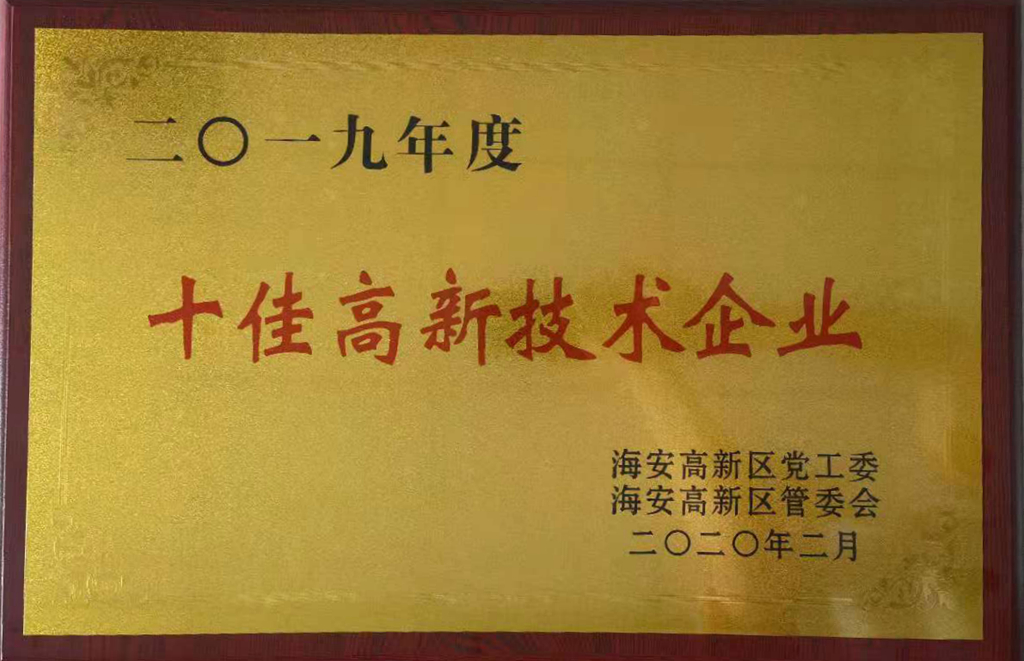 二〇一九年度
十佳高新技术企业
海安高新区党工委
海安高新区管委会
二〇二〇年二月